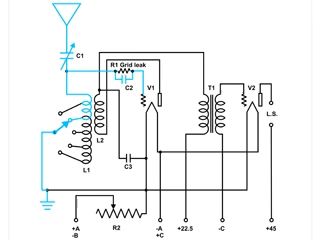 C1
R1 Grid leak
C2
V1
T1
V2
L.S.
L2
L1
C3
R2
+A
-B
-A
+C
+22.5
-C
+45